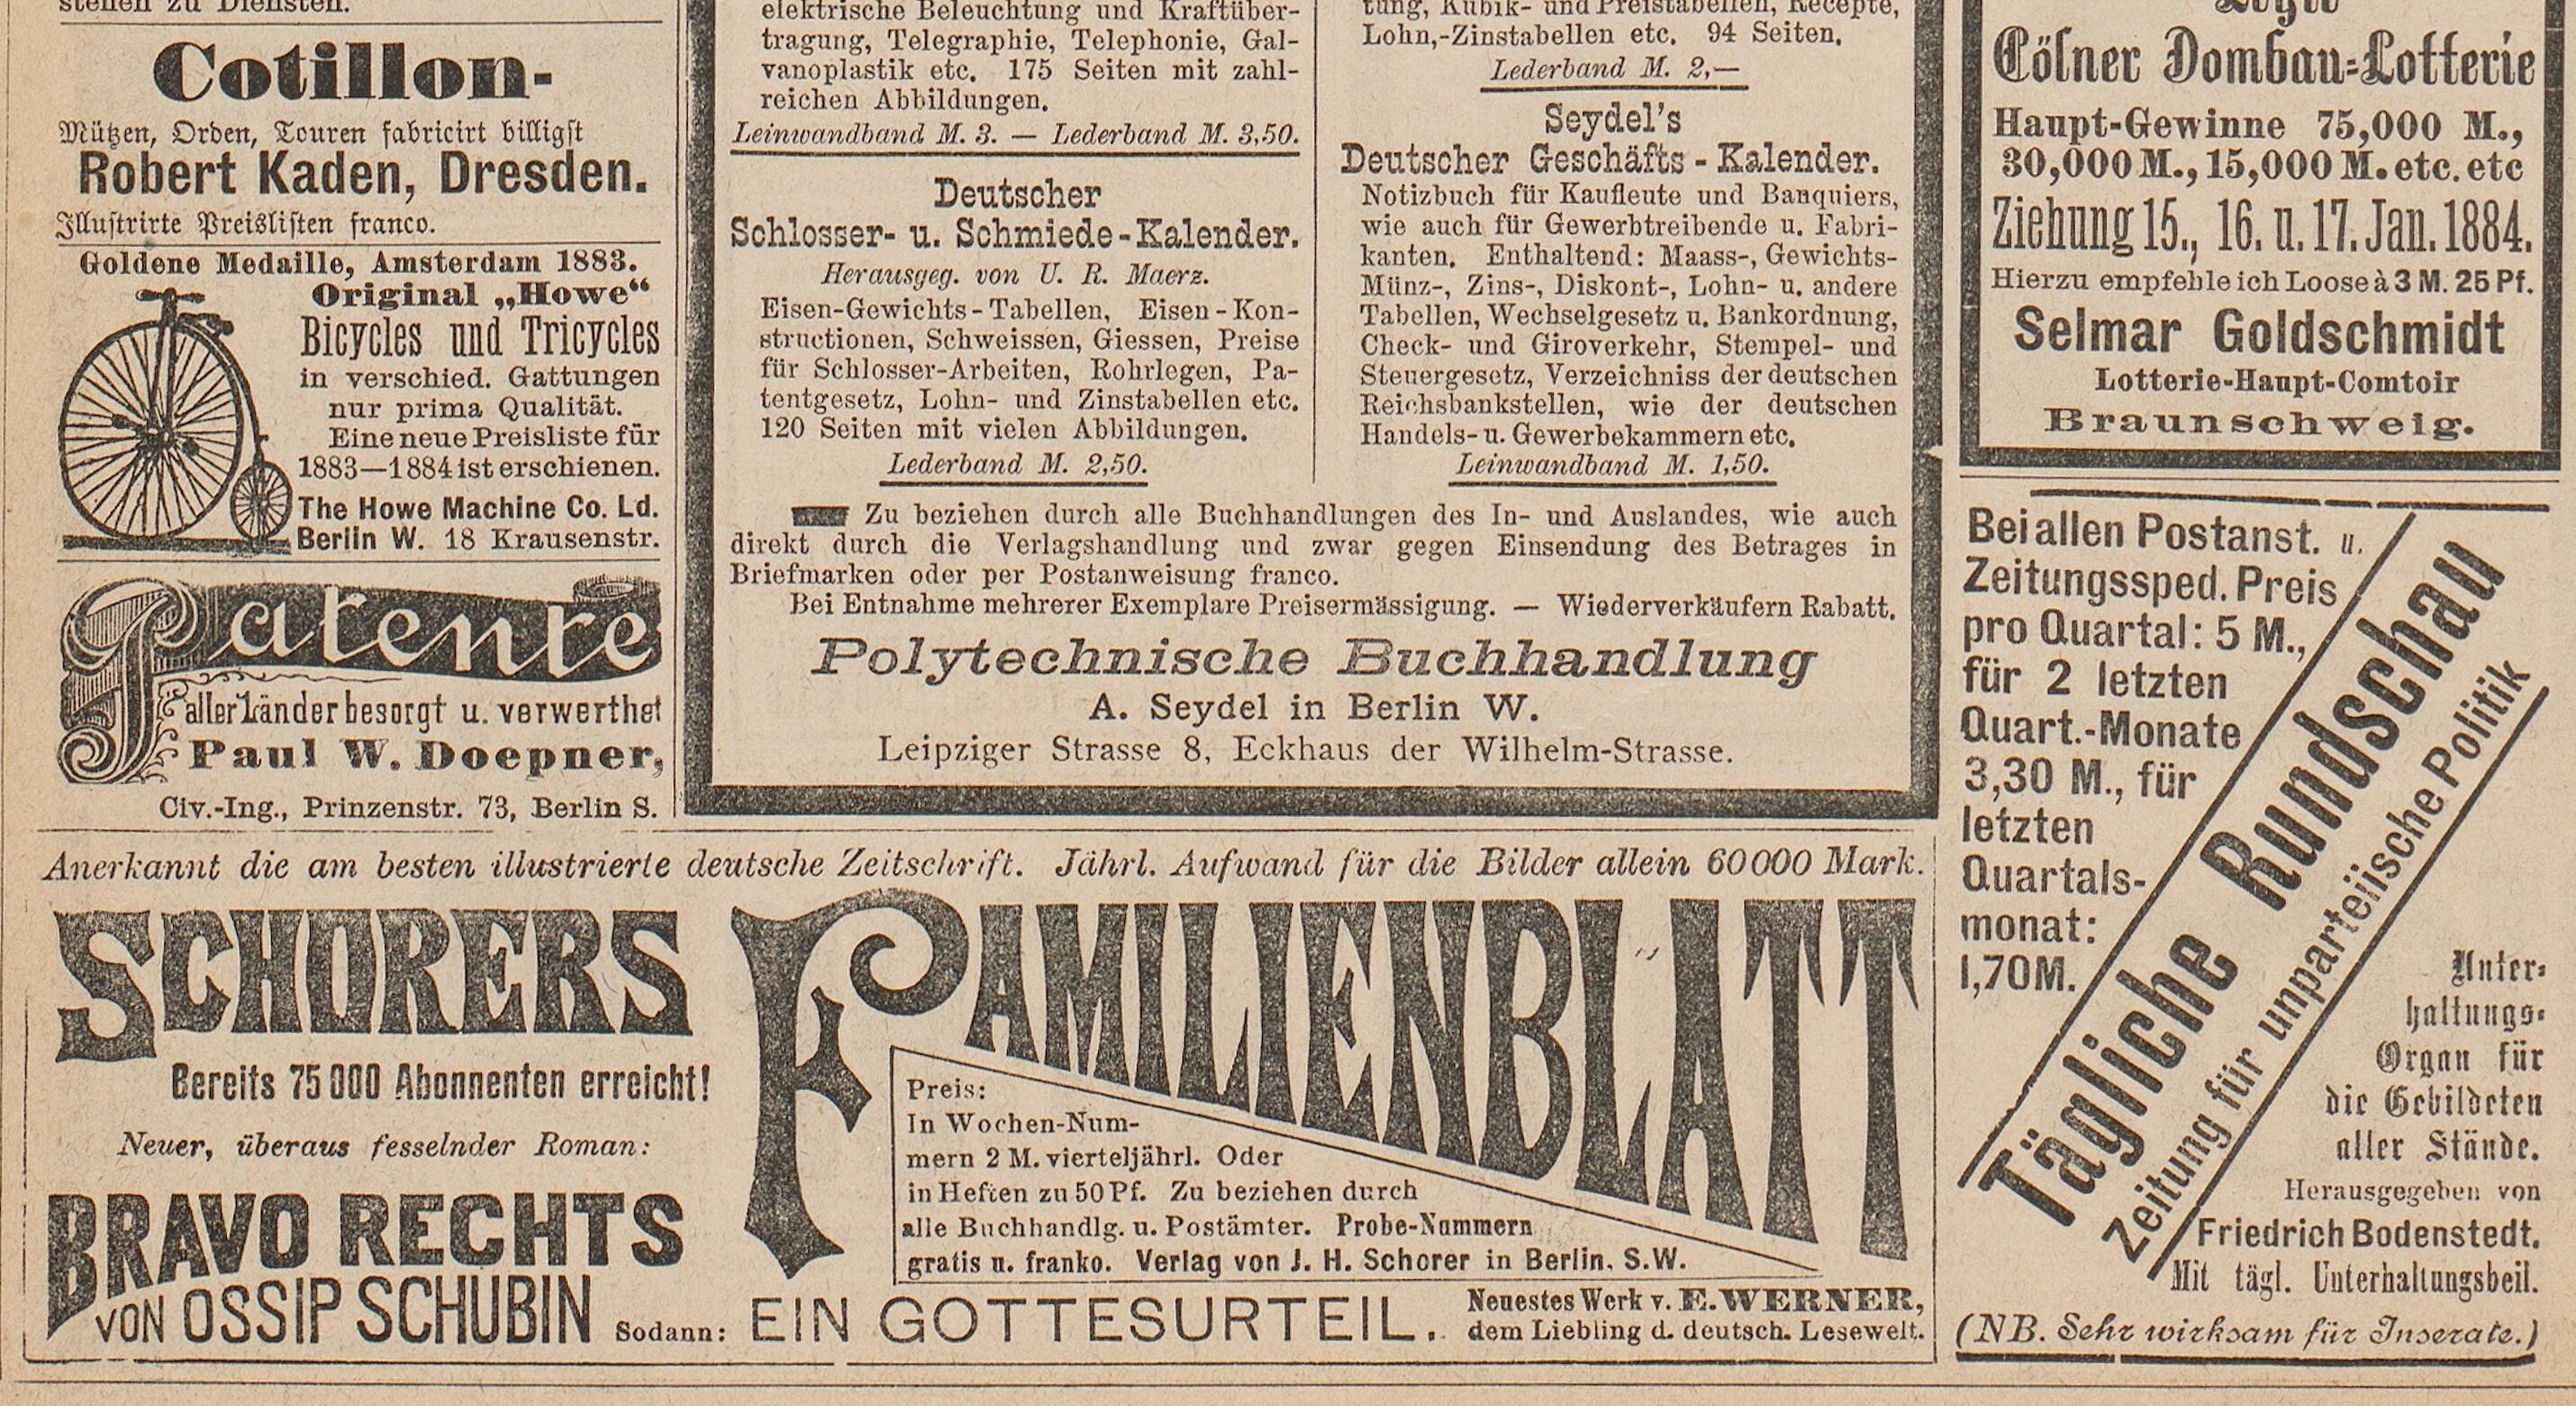 stehen zu Diensten.
Cotillon-
Mützen, Orden, Touren fabricirt billigst
Robert Kaden, Dresden.
Illustrirte Preislisten franco.
Goldene Medaille, Amsterdam 1883.
Original „Howe“
Bicycles und Tricycles
in verschied. Gattungen
nur prima Qualität.
Eine neue Preisliste für
1883—1884 ist erschienen.
The Howe Machine Co. Ld.
Berlin W. 18 Krausenstr.
Patente
aller Länder besorgt u. verwerthet
Paul W. Doepner,
Civ.-Ing., Prinzenstr. 73, Berlin S.
elektrische Beleuchtung und Kraftüber-
tragung, Telegraphie, Telephonie, Gal-
vanoplastik etc. 175 Seiten mit zahl-
reichen Abbildungen.
Leinwandband M. 3. — Lederband M. 3,50.
Deutscher
Schlosser- u. Schmiede-Kalender.
Herausgeg. von U. R. Maerz.
Eisen-Gewichts-Tabellen, Eisen-Kon-
structionen, Schweissen, Giessen, Preise
für Schlosser-Arbeiten, Rohrlegen, Pa-
tentgesetz, Lohn- und Zinstabellen etc.
120 Seiten mit vielen Abbildungen.
Lederband M. 2,50.
tung, Kubik- und Preistabellen, Recepte,
Lohn,-Zinstabellen etc. 94 Seiten.
Lederband M. 2,—
Seydel's
Deutscher Geschäfts-Kalender.
Notizbuch für Kaufleute und Banquiers,
wie auch für Gewerbtreibende u. Fabri-
kanten. Enthaltend: Maass-, Gewichts-
Münz-, Zins-, Diskont-, Lohn- u. andere
Tabellen, Wechselgesetz u. Bankordnung,
Check- und Giroverkehr, Stempel- und
Steuergesetz, Verzeichniss der deutschen
Reichsbankstellen, wie der deutschen
Handels- u. Gewerbekammern etc.
Leinwandband M. 1,50.
Zu beziehen durch alle Buchhandlungen des In- und Auslandes, wie auch
direkt durch die Verlagshandlung und zwar gegen Einsendung des Betrages in
Briefmarken oder per Postanweisung franco.
Bei Entnahme mehrerer Exemplare Preisermässigung. — Wiederverkäufern Rabatt.
Polytechnische Buchhandlung
A. Seydel in Berlin W.
Leipziger Strasse 8, Eckhaus der Wilhelm-Strasse.
Cölner Dombau-Lotterie
Haupt-Gewinne 75,000 M.,
30,000 M., 15,000 M. etc. etc
Ziehung 15., 16. u. 17. Jan. 1884.
Hierzu empfehle ich Loose à 3 M. 25 Pf.
Selmar Goldschmidt
Lotterie-Haupt-Comtoir
Braunschweig.
Anerkannt die am besten illustrierte deutsche Zeitschrift. Jährl. Aufwand für die Bilder allein 60000 Mark.
SCHORERS FAMILIENBLATT
Bereits 75000 Abonnenten erreicht!
Neuer, überaus fesselnder Roman:
BRAVO RECHTS
VON OSSIP SCHUBIN
Preis:
In Wochen-Num-
mern 2 M. vierteljährl. Oder
in Heften zu 50 Pf. Zu beziehen durch
alle Buchhandlg. u. Postämter. Probe-Nummern
gratis u. franko. Verlag von J. H. Schorer in Berlin. S.W.
Sodann: EIN GOTTESURTEIL.
Neuestes Werk v. E. WERNER,
dem Liebling d. deutsch. Lesewelt.
Bei allen Postanst. u.
Zeitungssped. Preis
pro Quartal: 5 M.,
für 2 letzten
Quart.-Monate
3,30 M., für
letzten
Quartals-
monat:
1,70 M.
Tägliche Rundschau
Zeitung für unparteiische Politik
Unter-
haltungs-
Organ für
die Gebildeten
aller Stände.
Herausgegeben von
Friedrich Bodenstedt.
Mit tägl. Unterhaltungsbeil.
(NB. Sehr wirksam für Inserate.)